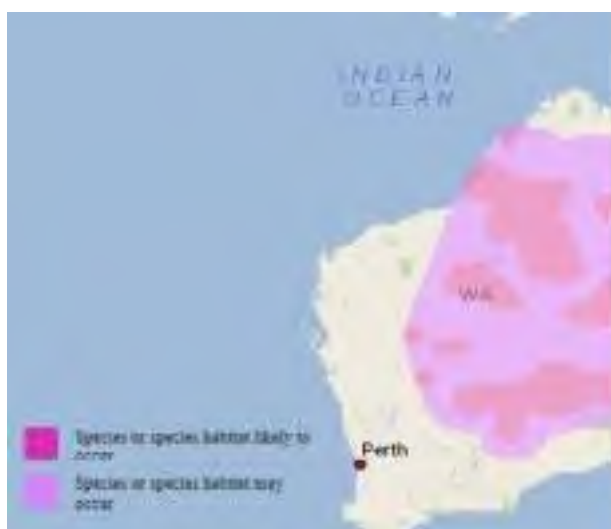 INDIAN
OCEAN
WA
Species or species habitat likely to
occur
Perth
Species or species habitat may
occur